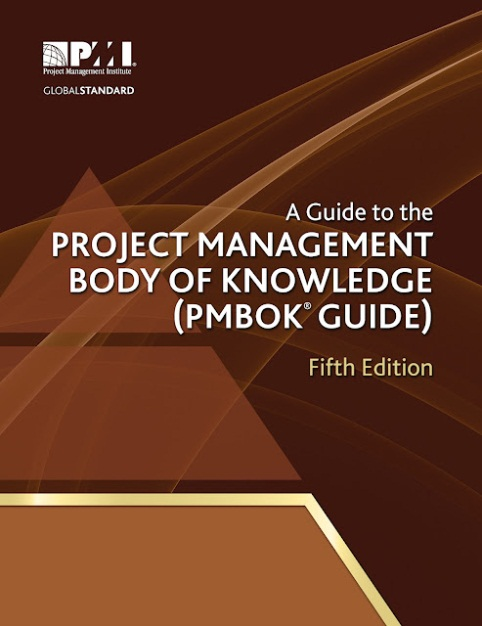 PMI®
Project Management Institute
GLOBALSTANDARD
A Guide to the
PROJECT MANAGEMENT
BODY OF KNOWLEDGE
(PMBOK® GUIDE)
Fifth Edition